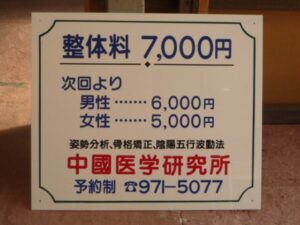 整体料 7,000円
次回より
男性……… 6,000円
女性……… 5,000円
姿勢分析、骨格矯正、陰陽五行波動法
中國医学研究所
予約制 ☎971-5077